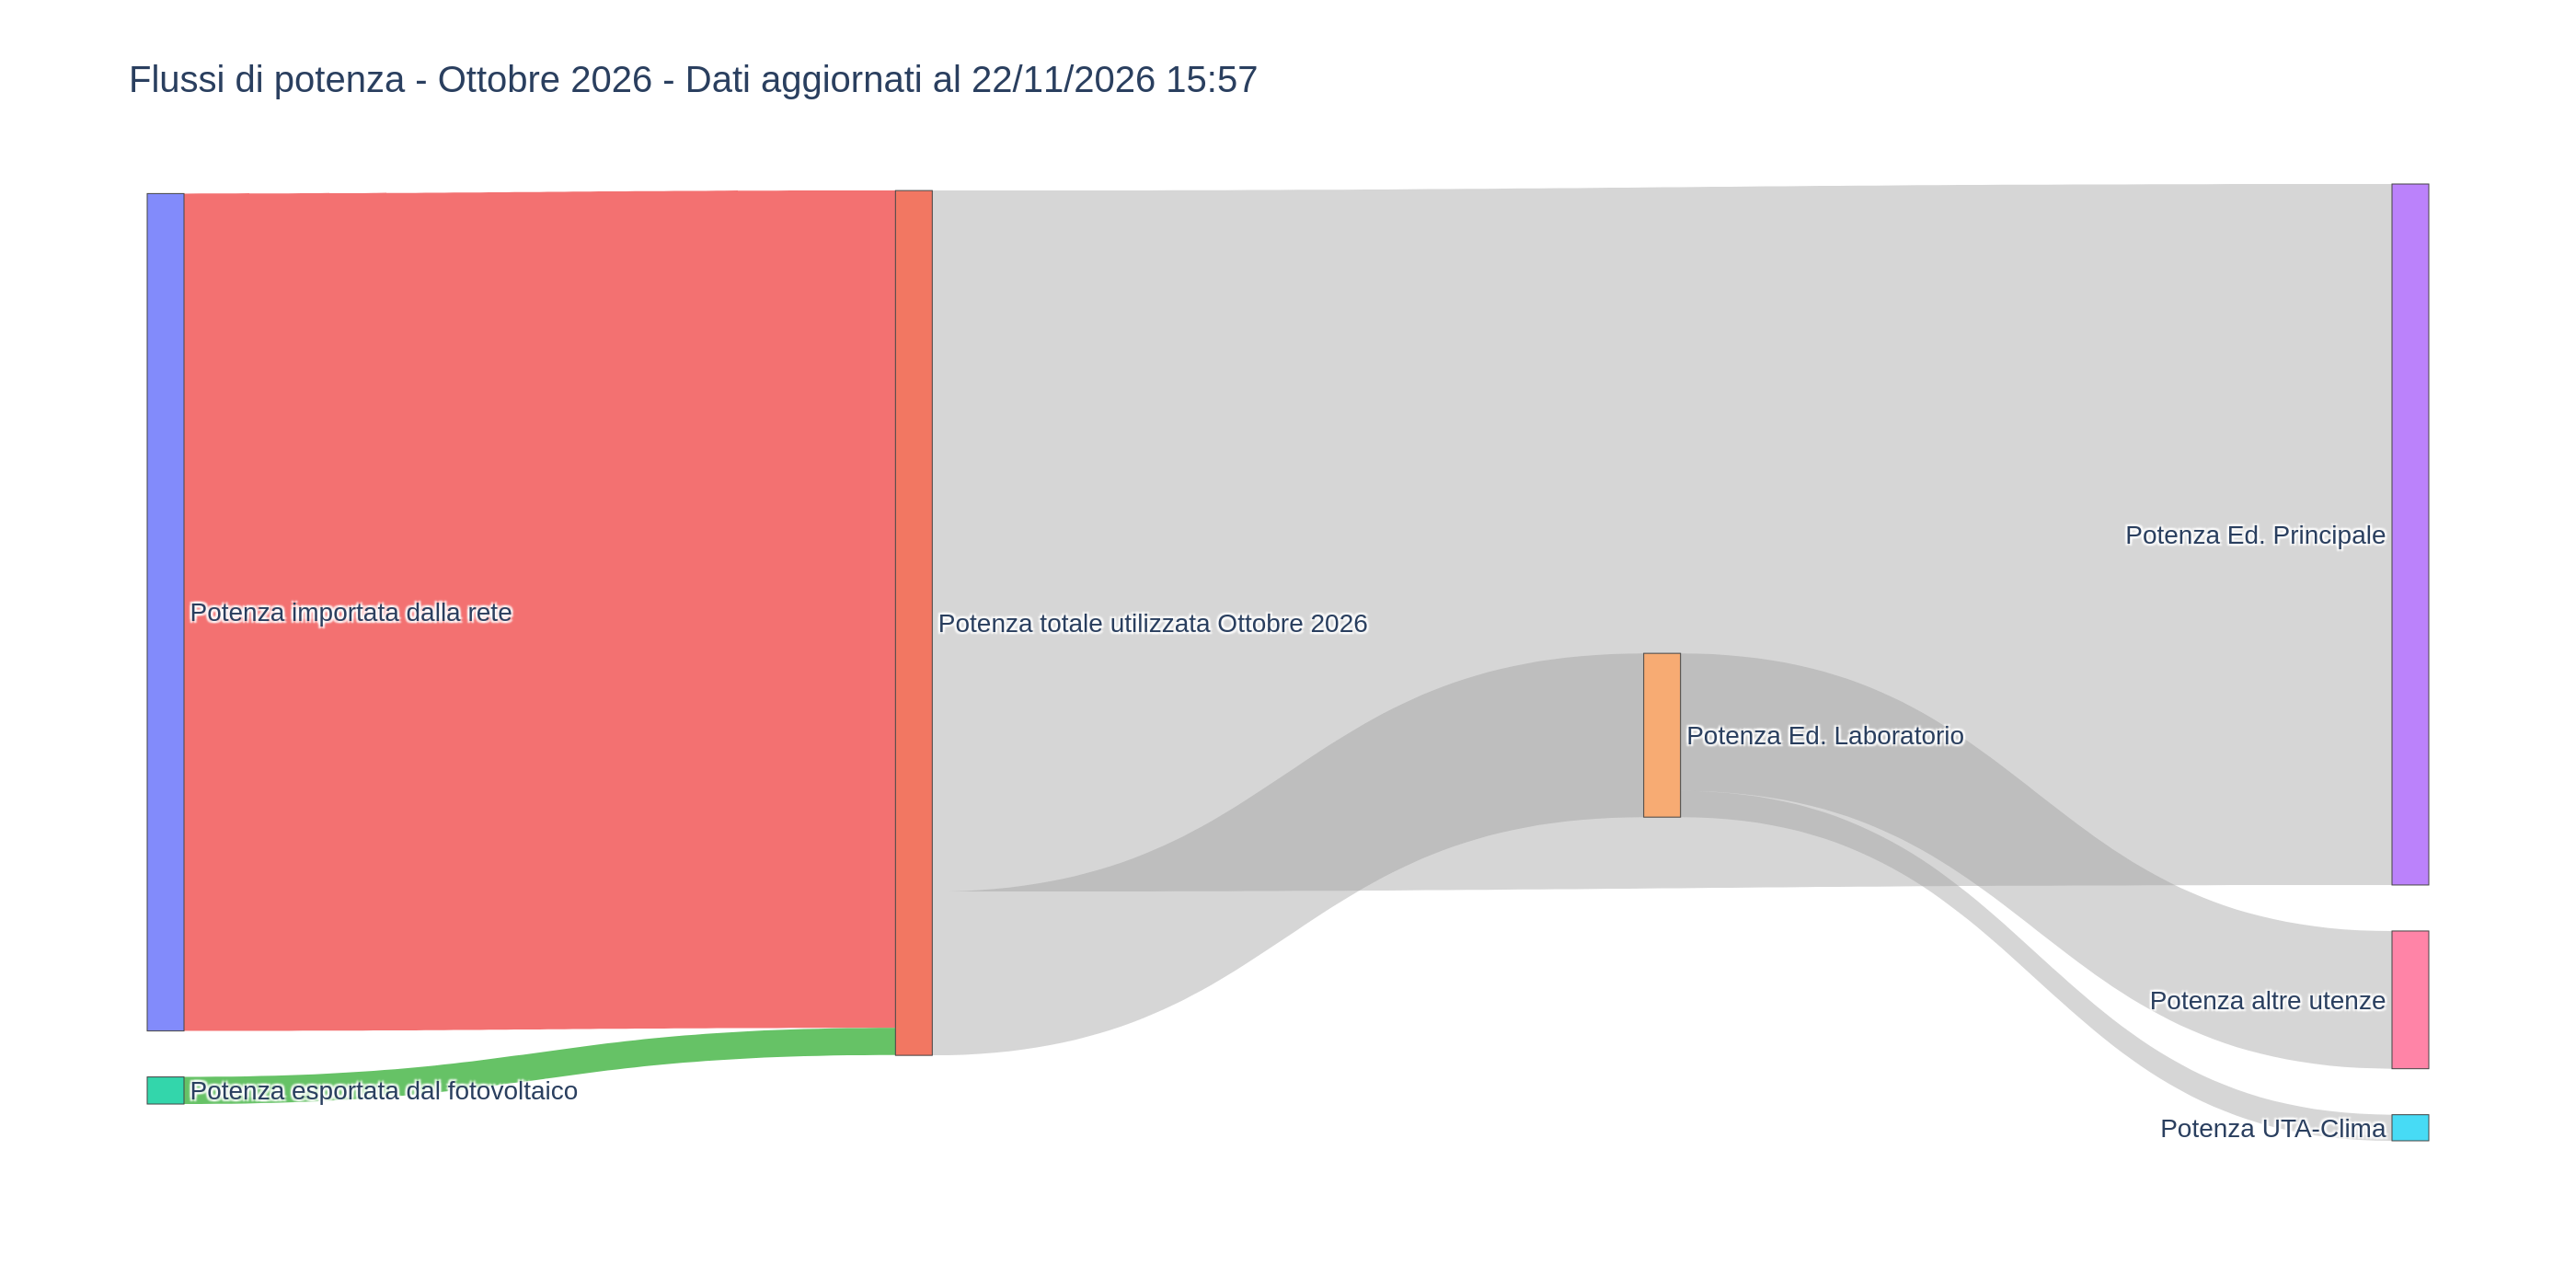 Flussi di potenza - Ottobre 2026 - Dati aggiornati al 22/11/2026 15:57
Potenza Ed. Principale
Potenza importata dalla rete
Potenza totale utilizzata Ottobre 2026
Potenza Ed. Laboratorio
Potenza altre utenze
Potenza esportata dal fotovoltaico
Potenza UTA-Clima